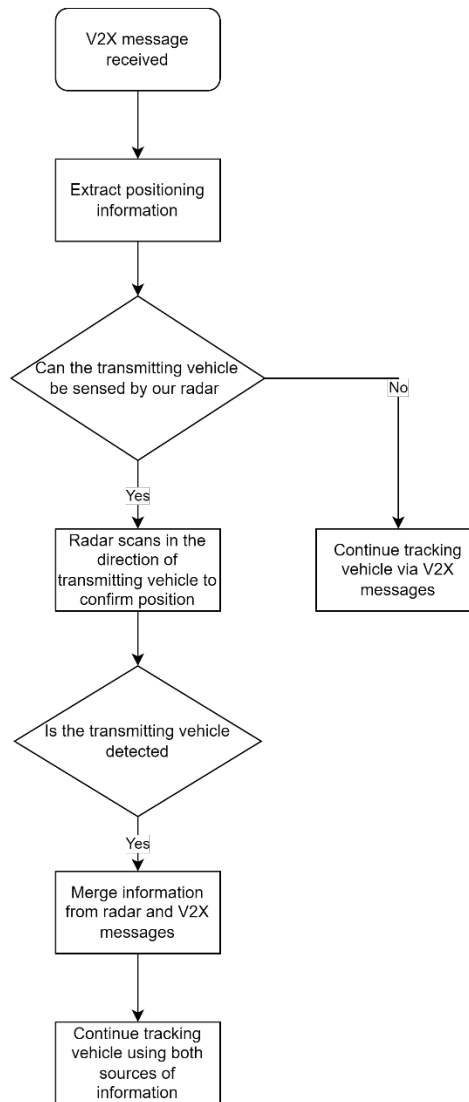 V2X message
received
Extract positioning
information
Can the transmitting vehicle
be sensed by our radar
No
Yes
Radar scans in the
direction of
transmitting vehicle to
confirm position
Continue tracking
vehicle via V2X
messages
Is the transmitting vehicle
detected
Yes
Merge information
from radar and V2X
messages
Continue tracking
vehicle using both
sources of
information